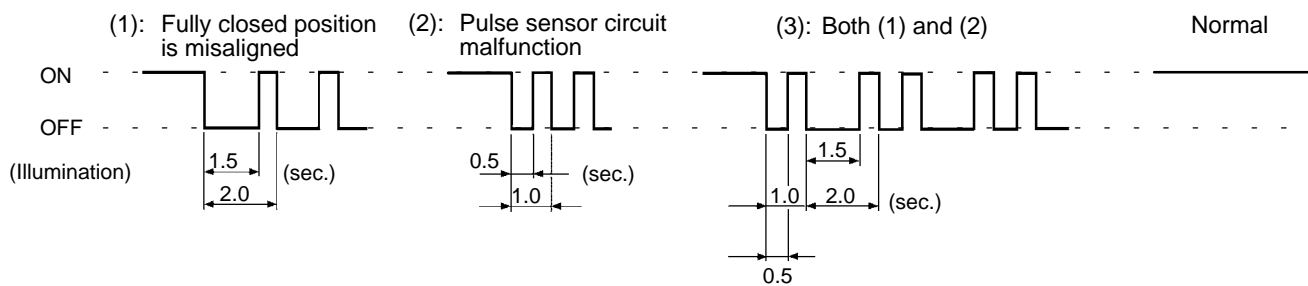 (1): Fully closed position
is misaligned
(2): Pulse sensor circuit
malfunction
(3): Both (1) and (2)
Normal
ON
OFF
(Illumination)
1.5
(sec.)
2.0
0.5
(sec.)
1.0
1.5
1.0
2.0
(sec.)
0.5